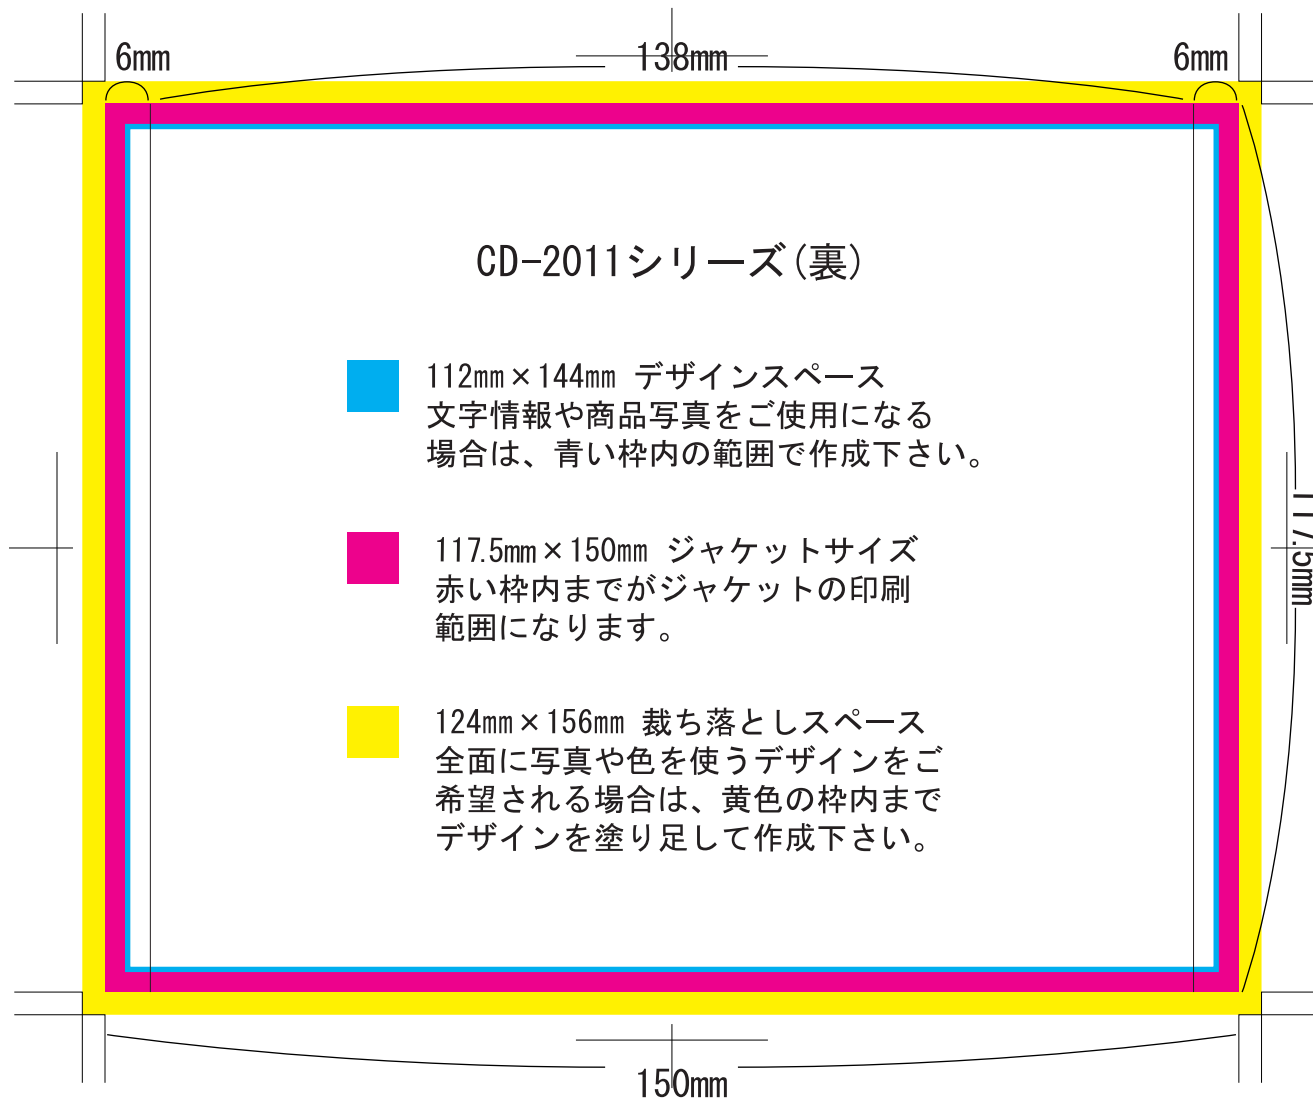 6mm
138mm
6mm
CD-2011シリーズ(裏)
112mm×144mm デザインスペース
文字情報や商品写真をご使用になる
場合は、青い枠内の範囲で作成下さい。
117.5mm
117.5mm×150mm ジャケットサイズ
赤い枠内までがジャケットの印刷
範囲になります。
124mm×156mm 裁ち落としスペース
全面に写真や色を使うデザインをご
希望される場合は、黄色の枠内まで
デザインを塗り足して作成下さい。
150mm